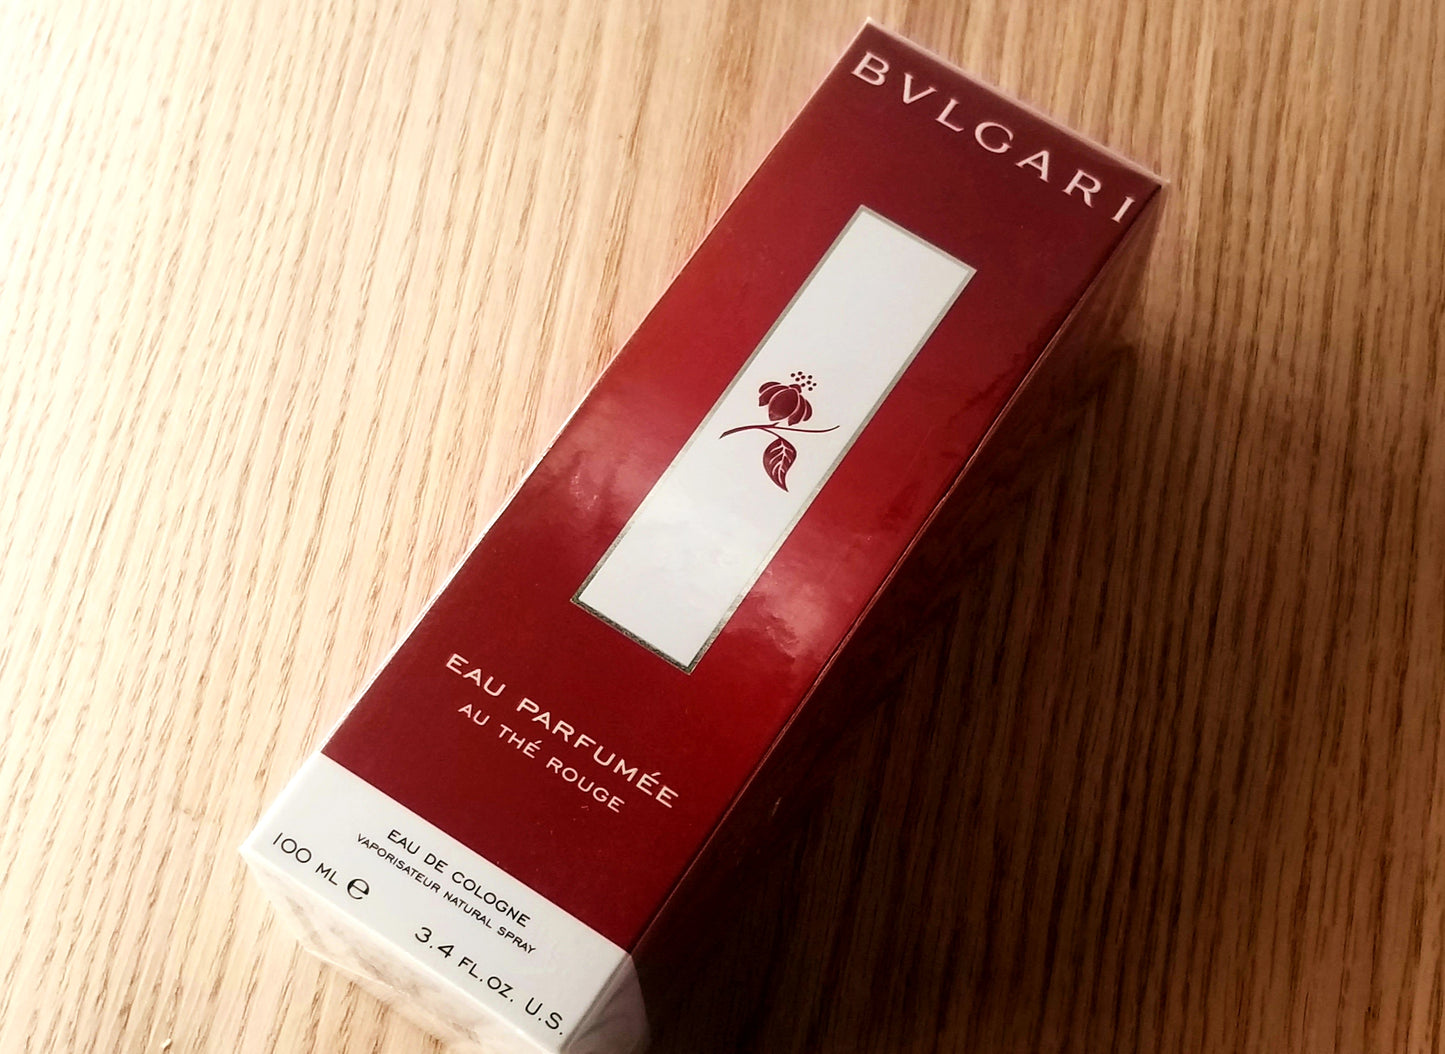 BVLGARI
EAU PARFUMÉE
AU THÉ ROUGE
EAU DE COLOGNE
VAPORISATEUR NATURAL SPRAY
100 ML ℮ 3.4 FL.OZ. U.S.